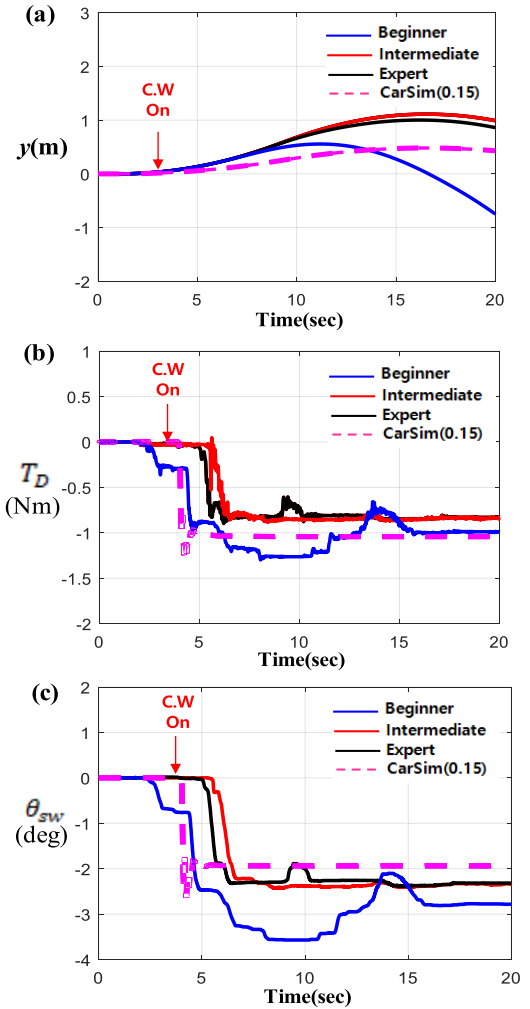 (a)
3
2
1
0
-1
-2
y(m)
C.W
On
Beginner
Intermediate
Expert
CarSim(0.15)
0
5
10
15
20
Time(sec)
(b)
1
0.5
0
-0.5
-1
-1.5
-2
T_D
(Nm)
C.W
On
Beginner
Intermediate
Expert
CarSim(0.15)
0
5
10
15
20
Time(sec)
(c)
2
1
0
-1
-2
-3
-4
θ_sw
(deg)
C.W
On
Beginner
Intermediate
Expert
CarSim(0.15)
0
5
10
15
20
Time(sec)